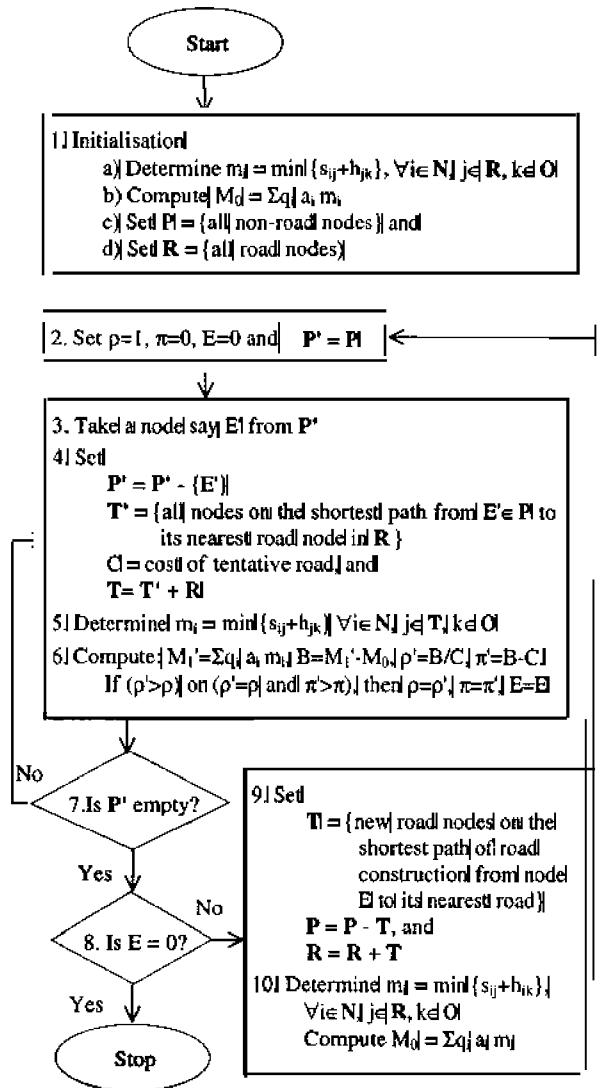 Start
1. Initialisation
a) Determine mᵢ = min {sᵢⱼ+hⱼₖ}, ∀i∈N, j∈R, k∈O
b) Compute M₀ = Σqᵢ aᵢ mᵢ
c) Set P = {all non-road nodes} and
d) Set R = {all road nodes}
2. Set ρ=1, π=0, E=0 and P' = P
3. Take a node say E' from P'
4. Set
P' = P' - {E'}
T' = {all nodes on the shortest path from E'∈ P to
its nearest road node in R }
C = cost of tentative road, and
T= T' + R
5. Determine mᵢ = min{sᵢⱼ+hⱼₖ} ∀i∈N, j∈T, k∈O
6. Compute: M₁'=Σqᵢ aᵢ mᵢ, B=M₁'-M₀, ρ'=B/C, π'=B-C.
If (ρ'>ρ) on (ρ'=ρ and π'>π), then ρ=ρ', π=π', E=E'
No
7.Is P' empty?
Yes
No
8. Is E = 0?
Yes
Stop
9. Set
T = {new road nodes on the
shortest path of road
construction from node
E to its nearest road}
P = P - T, and
R = R + T
10. Determine mᵢ = min{sᵢⱼ+hⱼₖ},
∀i∈N, j∈R, k∈O
Compute M₀ = Σqᵢ aᵢ mᵢ